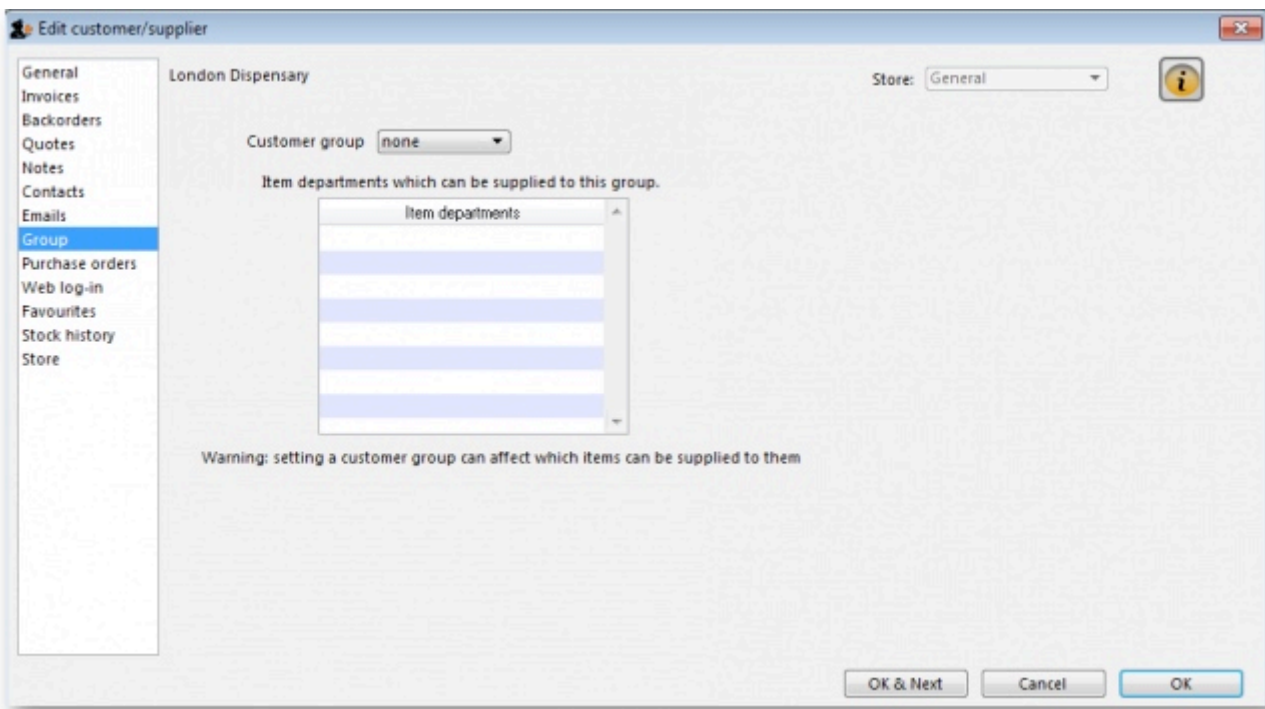 Edit customer/supplier
General
Invoices
Backorders
Quotes
Notes
Contacts
Emails
Group
Purchase orders
Web log-in
Favourites
Stock history
Store
London Dispensary
Store: General
Customer group none
Item departments which can be supplied to this group.
Item departments
Warning: setting a customer group can affect which items can be supplied to them
OK & Next Cancel OK